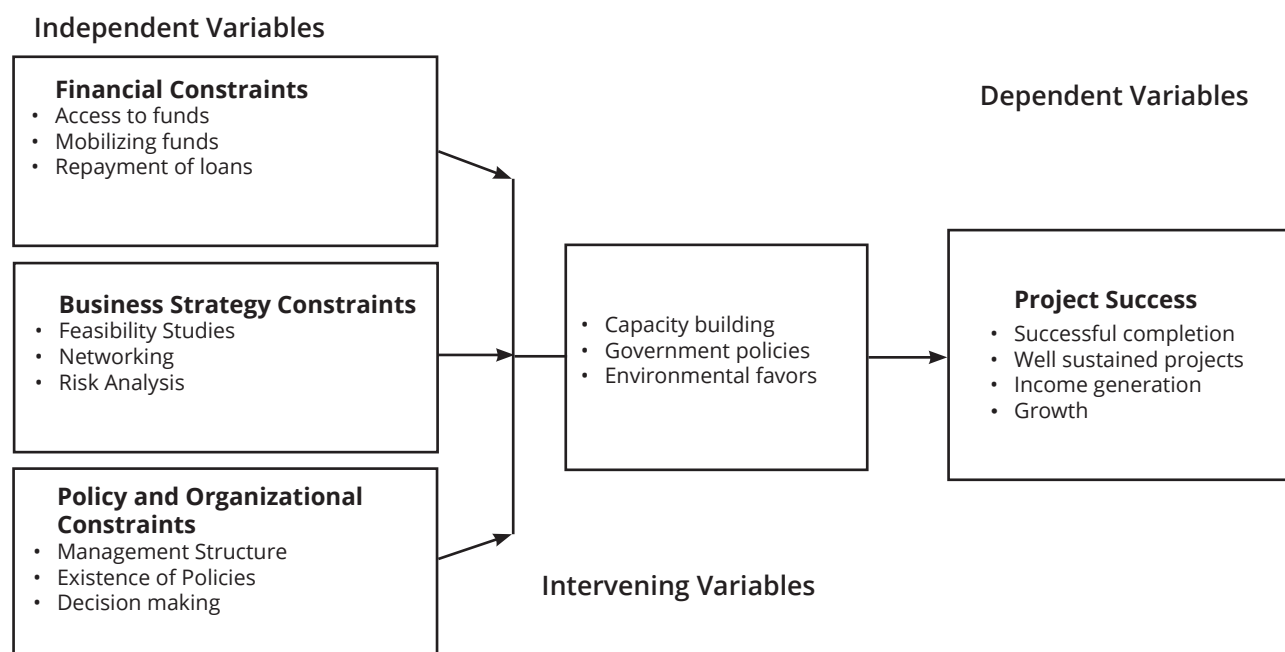 Independent Variables
Financial Constraints
• Access to funds
• Mobilizing funds
• Repayment of loans
Business Strategy Constraints
• Feasibility Studies
• Networking
• Risk Analysis
Policy and Organizational
Constraints
• Management Structure
• Existence of Policies
• Decision making
• Capacity building
• Government policies
• Environmental favors
Intervening Variables
Dependent Variables
Project Success
• Successful completion
• Well sustained projects
• Income generation
• Growth